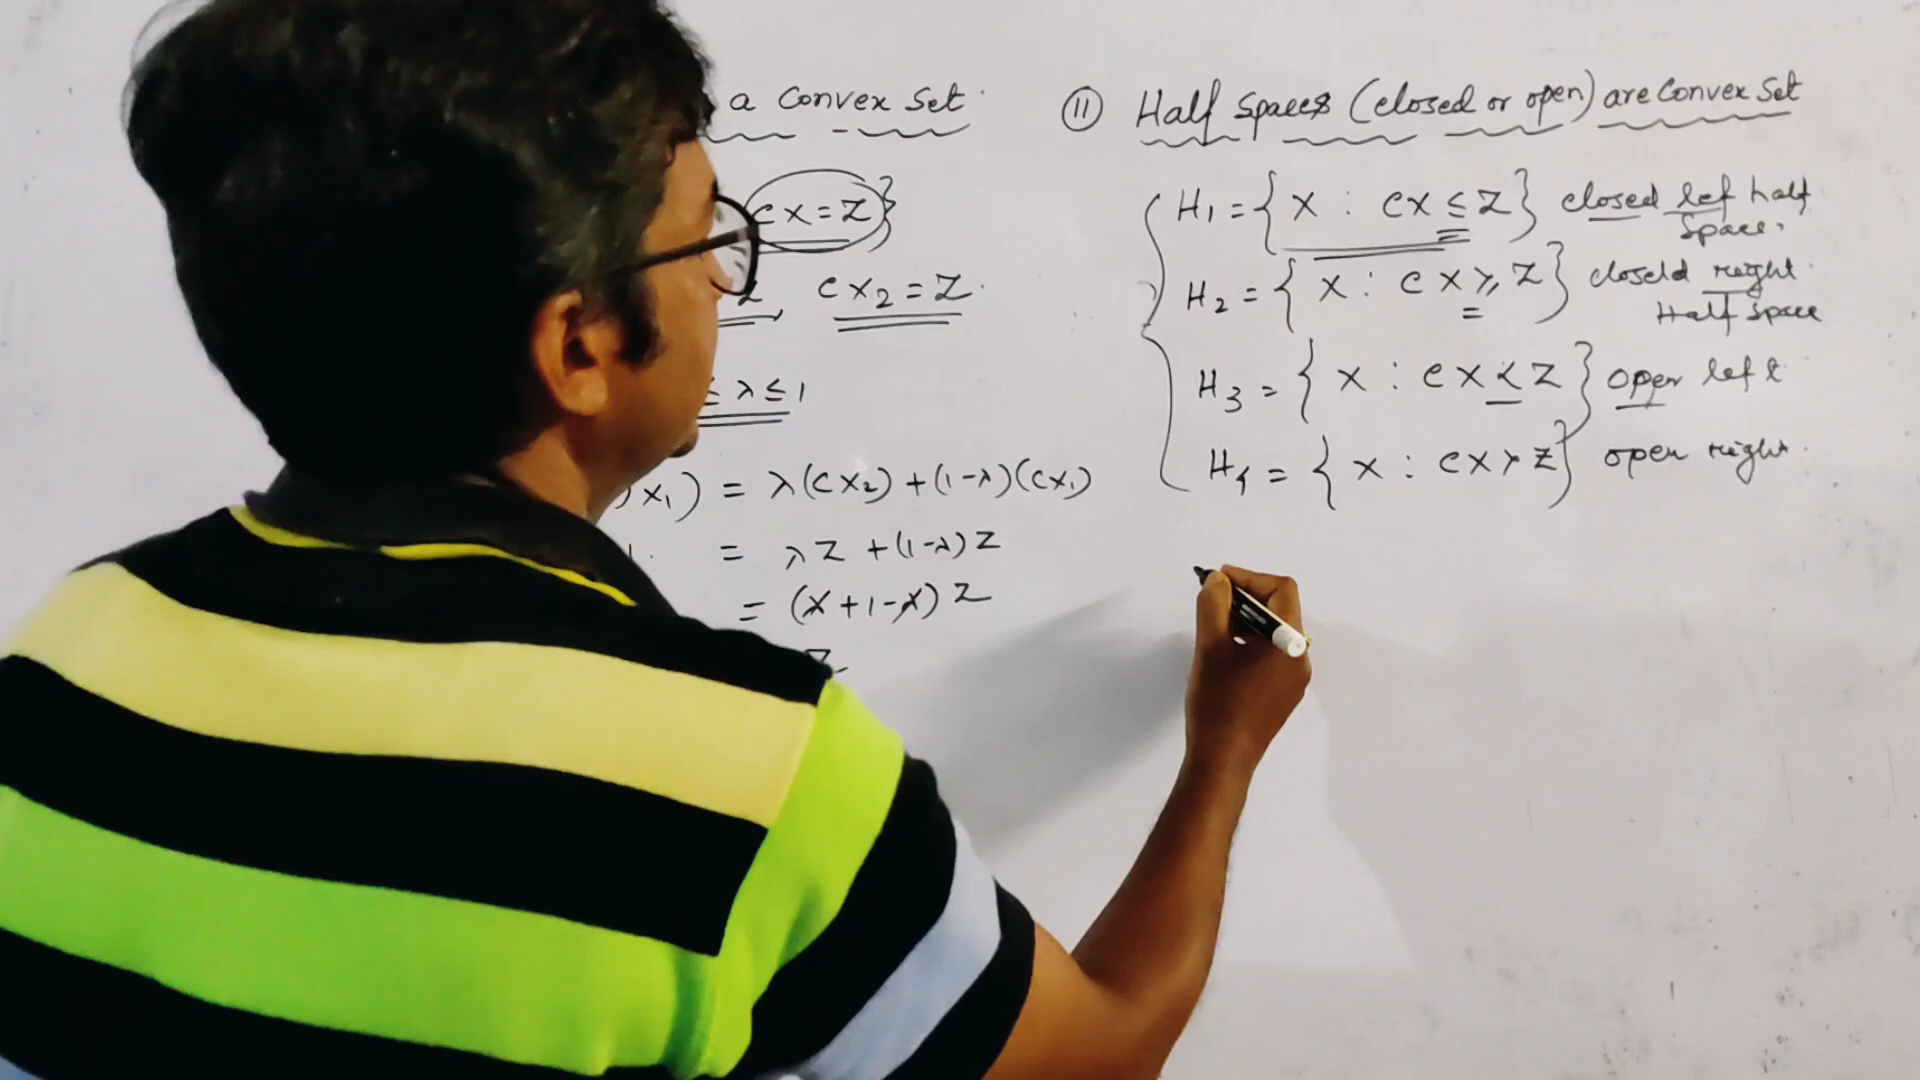 a Convex Set.
cx = z}
cx₂ = z.
≤ λ ≤ 1
x₁) = λ(cx₂) + (1-λ)(cx₁)
= λz + (1-λ)z
= (λ+1-λ)z
z
(11) Half Spaces (closed or open) are Convex Set
H₁ = {x : cx ≤ z} closed lef half
Space.
H₂ = {x : cx ≥ z} closeld right
Half space
H₃ = {x : cx < z} open left
H₄ = {x : cx > z} open right.